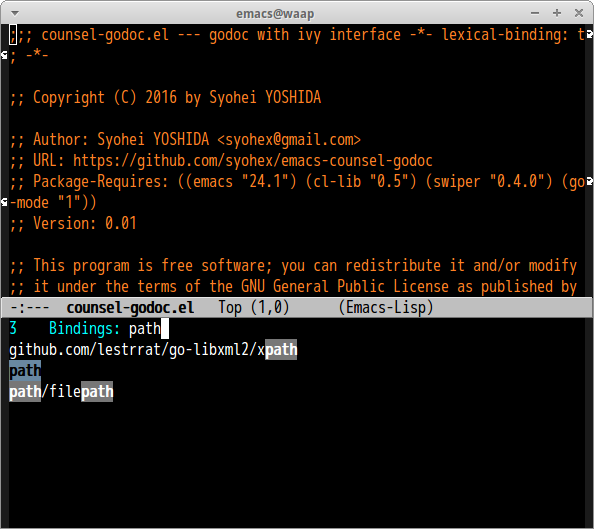 emacs@waap
;;; counsel-godoc.el --- godoc with ivy interface -*- lexical-binding: t
; -*-
;; Copyright (C) 2016 by Syohei YOSHIDA
;; Author: Syohei YOSHIDA <syohex@gmail.com>
;; URL: https://github.com/syohex/emacs-counsel-godoc
;; Package-Requires: ((emacs "24.1") (cl-lib "0.5") (swiper "0.4.0") (go
-mode "1"))
;; Version: 0.01
;; This program is free software; you can redistribute it and/or modify
;; it under the terms of the GNU General Public License as published by
-:--- counsel-godoc.el Top (1,0) (Emacs-Lisp)
3 Bindings: path
github.com/lestrrat/go-libxml2/xpath
path
path/filepath